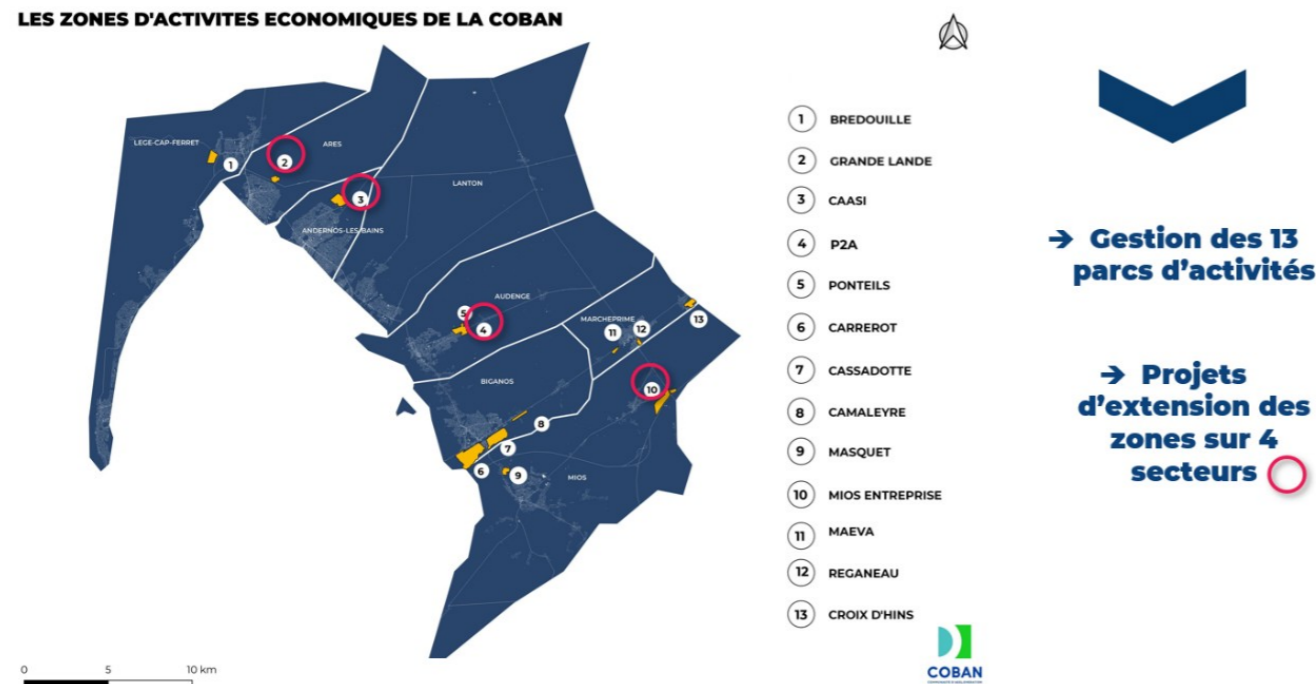 LES ZONES D'ACTIVITES ECONOMIQUES DE LA COBAN
LEGE-CAP-FERRET
ARES
LANTON
ANDERNOS-LES-BAINS
AUDENGE
MARCHEPRIME
BIGANOS
MIOS
1
2
3
5
4
11
12
13
10
8
7
6
9
1 BREDOUILLE
2 GRANDE LANDE
3 CAASI
4 P2A
5 PONTEILS
6 CARREROT
7 CASSADOTTE
8 CAMALEYRE
9 MASQUET
10 MIOS ENTREPRISE
11 MAEVA
12 REGANEAU
13 CROIX D'HINS
→ Gestion des 13
parcs d'activités
→ Projets
d'extension des
zones sur 4
secteurs
0 5 10 km
COBAN